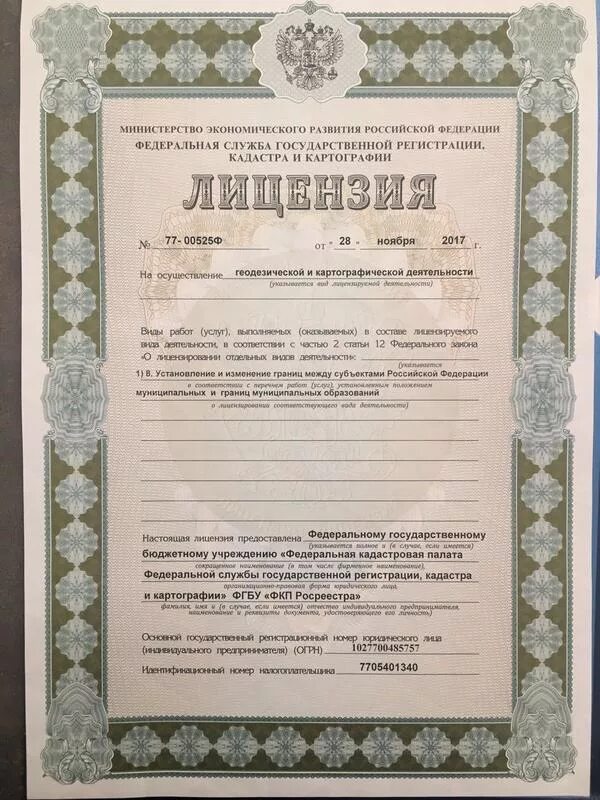 МИНИСТЕРСТВО ЭКОНОМИЧЕСКОГО РАЗВИТИЯ РОССИЙСКОЙ ФЕДЕРАЦИИ
ФЕДЕРАЛЬНАЯ СЛУЖБА ГОСУДАРСТВЕННОЙ РЕГИСТРАЦИИ,
КАДАСТРА И КАРТОГРАФИИ
ЛИЦЕНЗИЯ
№ 77- 00525Ф от " 28 " ноября 2017 г.
На осуществление геодезической и картографической деятельности
(указывается вид лицензируемой деятельности)
Виды работ (услуг), выполняемых (оказываемых) в составе лицензируемого
вида деятельности, в соответствии с частью 2 статьи 12 Федерального закона
«О лицензировании отдельных видов деятельности»:
(указывается
1) 8. Установление и изменение границ между субъектами Российской Федерации
в соответствии с перечнем работ (услуг), установленным положением
муниципальных и границ муниципальных образований
о лицензировании соответствующего вида деятельности)
Настоящая лицензия предоставлена Федеральному государственному
(указывается полное и (в случае, если имеется)
бюджетному учреждению «Федеральная кадастровая палата
сокращенное наименование (в том числе фирменное наименование),
Федеральной службы государственной регистрации, кадастра
организационно-правовая форма юридического лица,
и картографии» ФГБУ «ФКП Росреестра»
фамилия, имя и (в случае, если имеется) отчество индивидуального предпринимателя,
наименование и реквизиты документа, удостоверяющего его личность)
Основной государственный регистрационный номер юридического лица
(индивидуального предпринимателя) (ОГРН) 1027700485757
Идентификационный номер налогоплательщика 7705401340